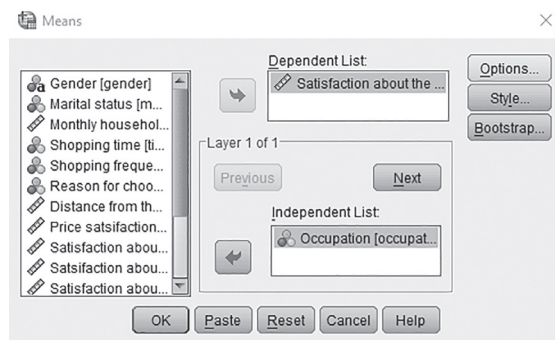 Means
Dependent List:
Satisfaction about the ...
Options...
Style...
Bootstrap...
Gender [gender]
Marital status [m...
Monthly househol...
Shopping time [ti...
Shopping freque...
Reason for choo...
Distance from th...
Price satsifaction...
Satisfaction abou...
Satsifaction abou...
Satisfaction abou...
Layer 1 of 1
Previous
Next
Independent List:
Occupation [occupat...
OK
Paste
Reset
Cancel
Help